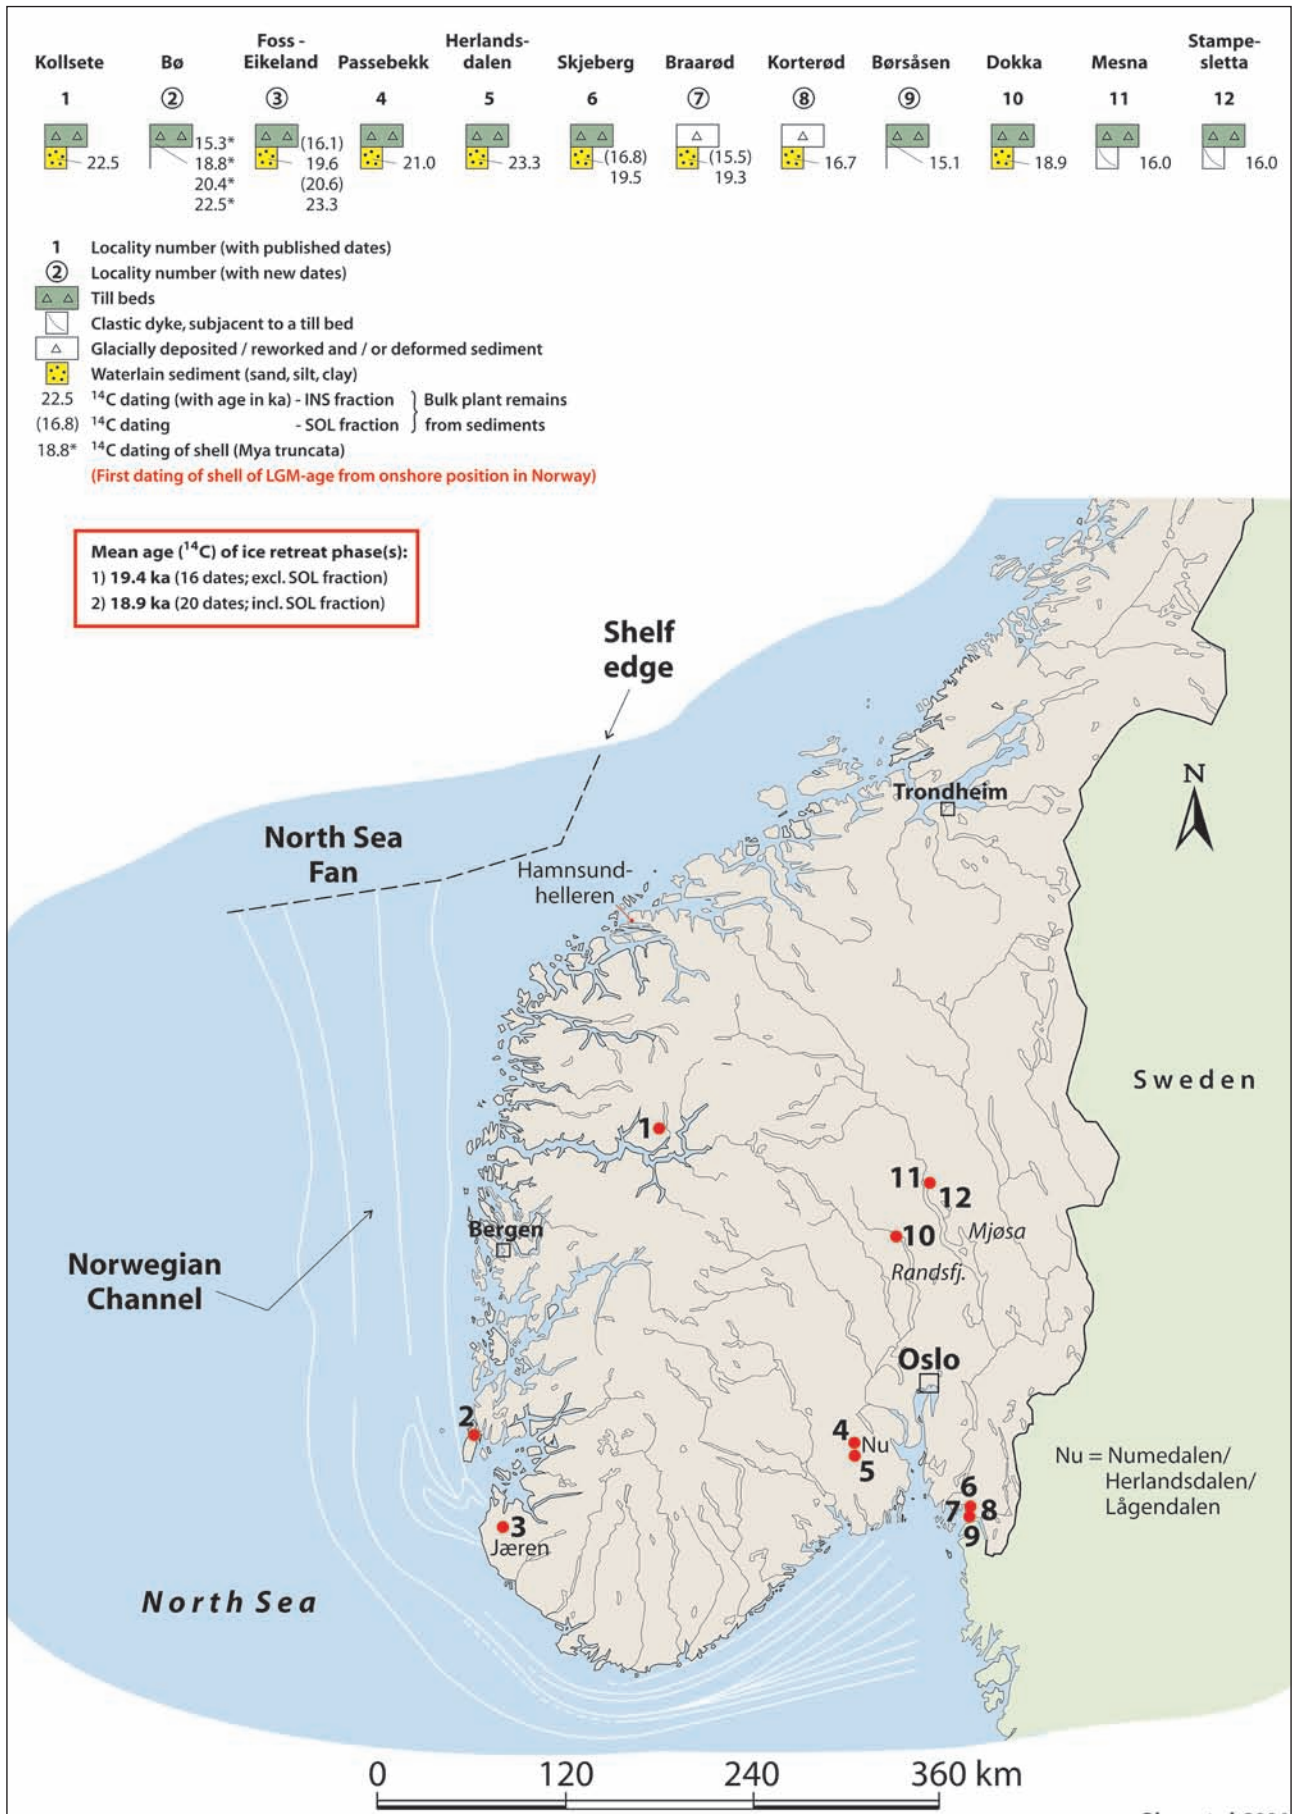 Kollsete
Bø
Foss - Eikeland
Passebekk
Herlands-
dalen
Skjeberg
Braarød
Korterød
Børsåsen
Dokka
Mesna
Stampe-
sletta
1 ② ③ 4 5 6 ⑦ ⑧ ⑨ 10 11 12
22.5
15.3*
18.8*
20.4*
22.5*
(16.1)
19.6
(20.6)
23.3
21.0
23.3
(16.8)
19.5
(15.5)
19.3
16.7
15.1
18.9
16.0
16.0
1 Locality number (with published dates)
② Locality number (with new dates)
Till beds
Clastic dyke, subjacent to a till bed
Glacially deposited / reworked and / or deformed sediment
Waterlain sediment (sand, silt, clay)
22.5 ¹⁴C dating (with age in ka) - INS fraction } Bulk plant remains
(16.8) ¹⁴C dating - SOL fraction } from sediments
18.8* ¹⁴C dating of shell (Mya truncata)
(First dating of shell of LGM-age from onshore position in Norway)
Mean age (¹⁴C) of ice retreat phase(s):
1) 19.4 ka (16 dates; excl. SOL fraction)
2) 18.9 ka (20 dates; incl. SOL fraction)
Shelf
edge
Trondheim
N
North Sea
Fan
Hamnsund-
helleren
Sweden
1
11
12
10
Mjøsa
Randsfj.
Bergen
Norwegian
Channel
Oslo
2
4
Nu
5
Nu = Numedalen/
Herlandsdalen/
Lågendalen
6
7 8
9
3
Jæren
North Sea
0 120 240 360 km